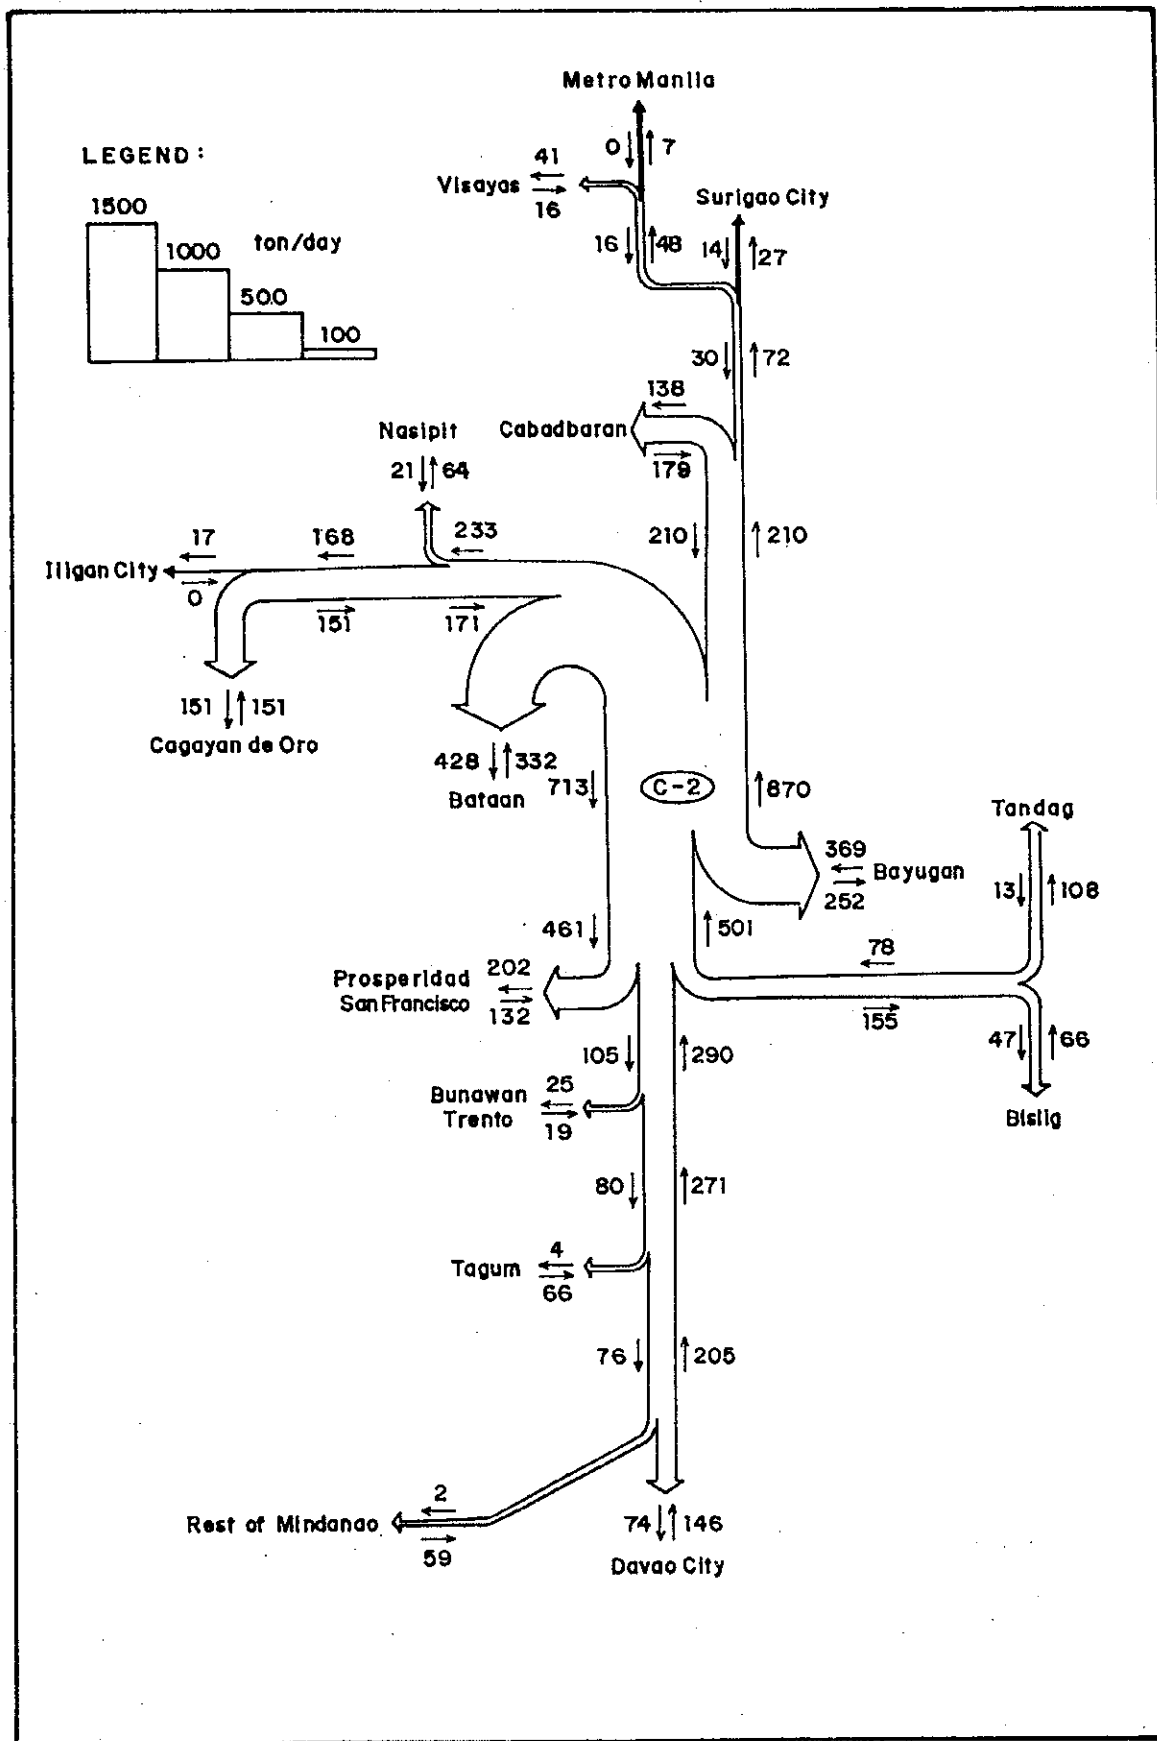 Metro Manila
0 7
LEGEND:
41
Visayas
16
Surigao City
1500
1000
ton/day
500
100
16 48
14 27
30 72
138
Cabadbaran
179
Nasipit
21 64
17
168
233
210 210
Iligan City
0
151
171
151 151
Cagayan de Oro
428 332
Bataan
713
C-2
870
Tandag
369
Bayugan
252
13 108
461
501
78
202
Prosperidad
San Francisco
132
155
105 290
47 66
25
Bunawan
Trento
19
Bislig
80 271
4
Tagum
66
76 205
2
Rest of Mindanao
59
74 146
Davao City